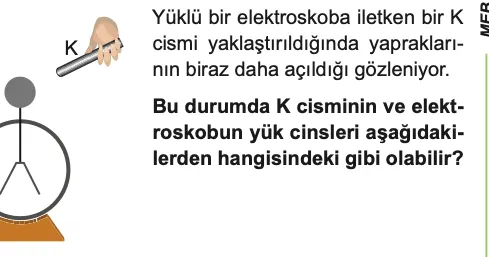 Yüklü bir elektroskoba iletken bir K
cismi yaklaştırıldığında yaprakları-
nın biraz daha açıldığı gözleniyor.
Bu durumda K cisminin ve elekt-
roskobun yük cinsleri aşağıdaki-
lerden hangisindeki gibi olabilir?
K